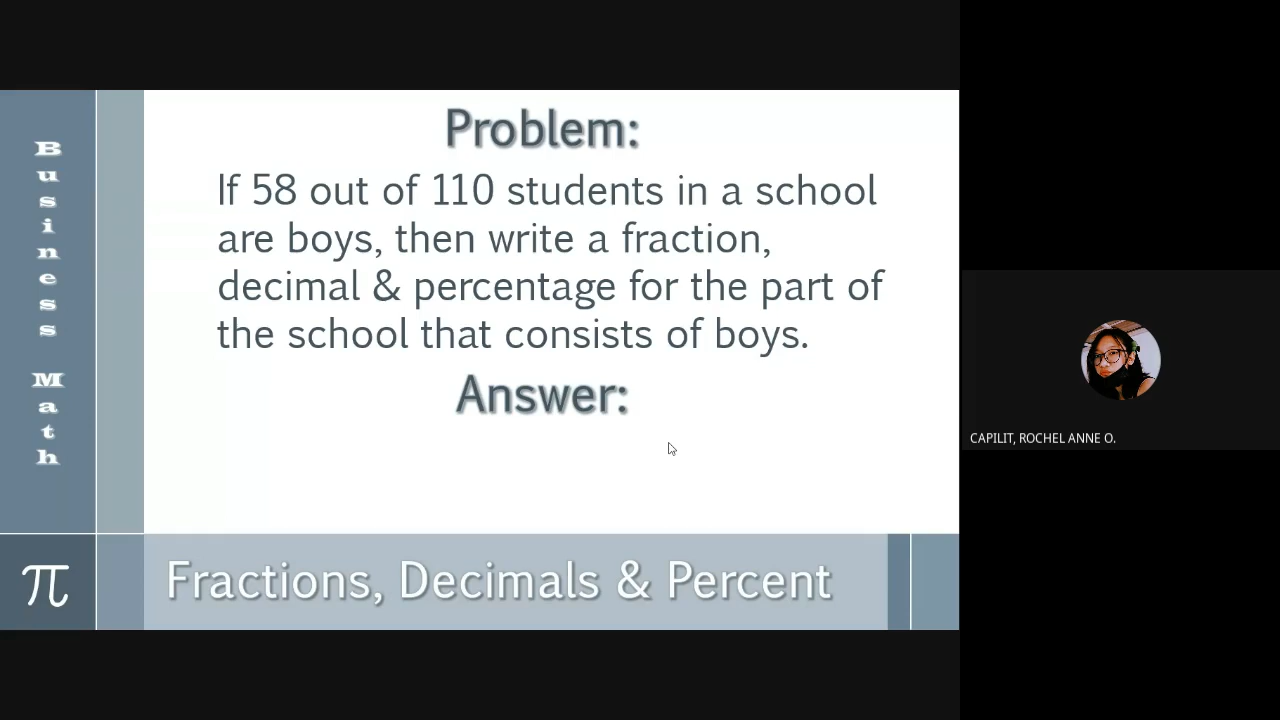 Business Math
Problem:
If 58 out of 110 students in a school
are boys, then write a fraction,
decimal & percentage for the part of
the school that consists of boys.
Answer:
π
Fractions, Decimals & Percent
CAPILIT, ROCHEL ANNE O.